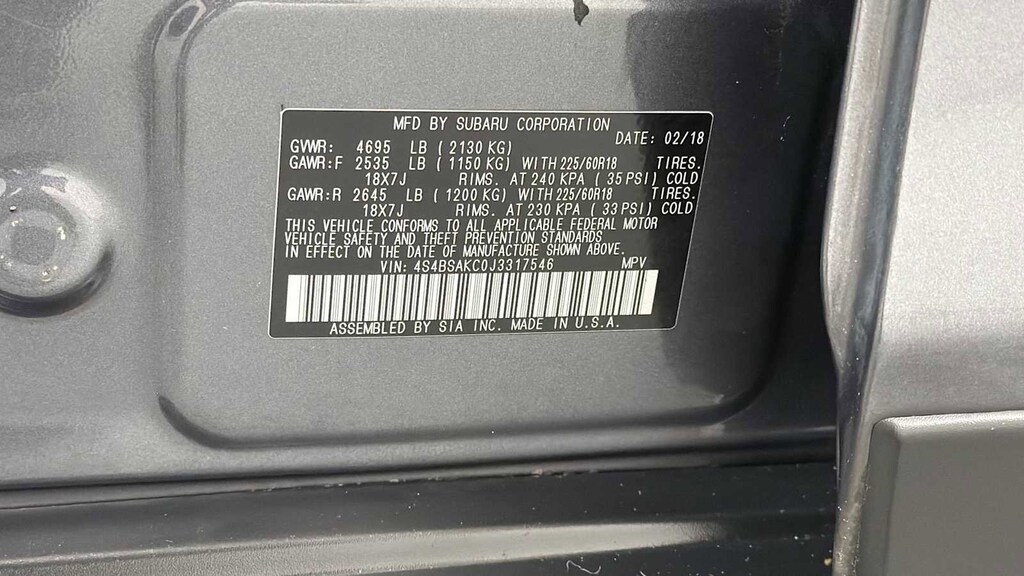 MFD BY SUBARU CORPORATION
DATE: 02/18
GVWR: 4695 LB ( 2130 KG)
GAWR:F 2535 LB ( 1150 KG) WITH 225/60R18 TIRES.
18X7J RIMS. AT 240 KPA ( 35 PSI) COLD
GAWR:R 2645 LB ( 1200 KG) WITH 225/60R18 TIRES.
18X7J RIMS. AT 230 KPA ( 33 PSI) COLD
THIS VEHICLE CONFORMS TO ALL APPLICABLE FEDERAL MOTOR
VEHICLE SAFETY AND THEFT PREVENTION STANDARDS
IN EFFECT ON THE DATE OF MANUFACTURE SHOWN ABOVE.
VIN: 4S4BSAKC0J3317546 MPV
ASSEMBLED BY SIA INC. MADE IN U.S.A.